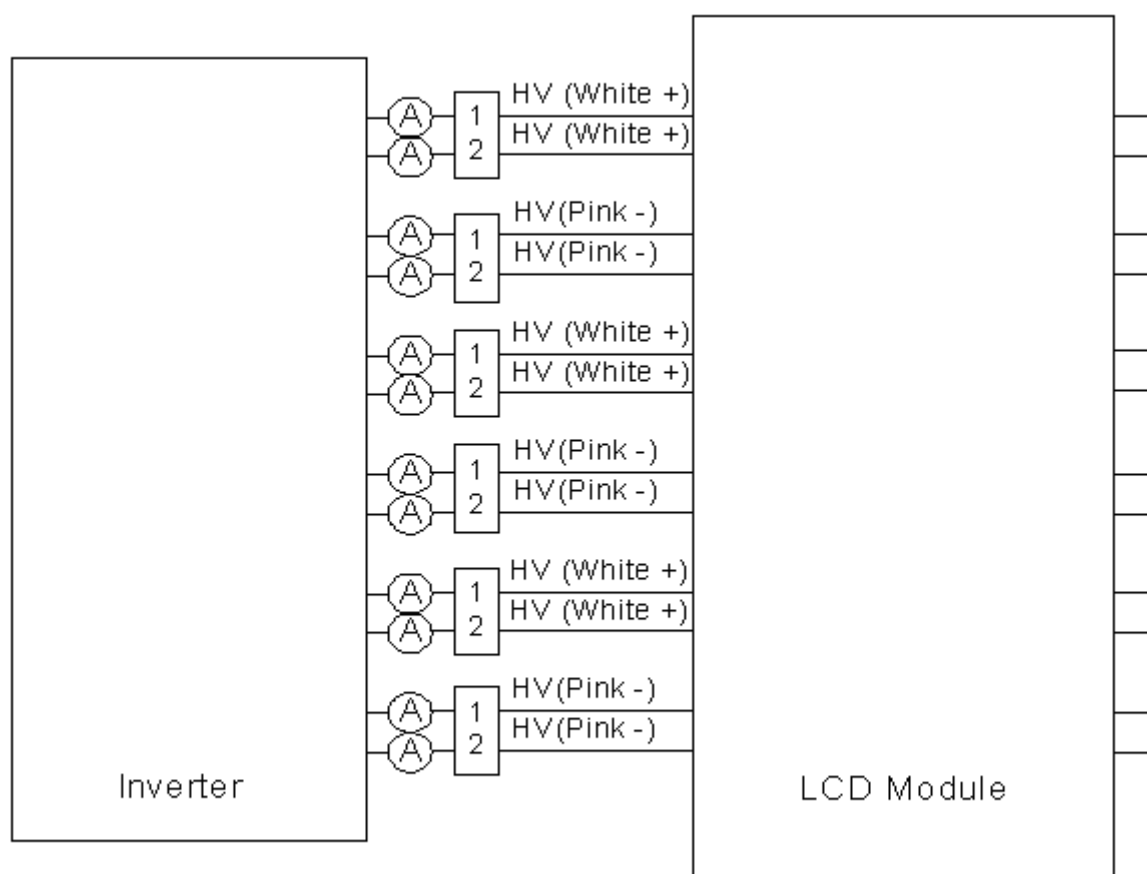 HV (White +)
A 1
HV (White +)
A 2
HV(Pink -)
A 1
HV(Pink -)
A 2
HV (White +)
A 1
HV (White +)
A 2
HV(Pink -)
A 1
HV(Pink -)
A 2
HV (White +)
A 1
HV (White +)
A 2
HV(Pink -)
A 1
HV(Pink -)
A 2
Inverter
LCD Module